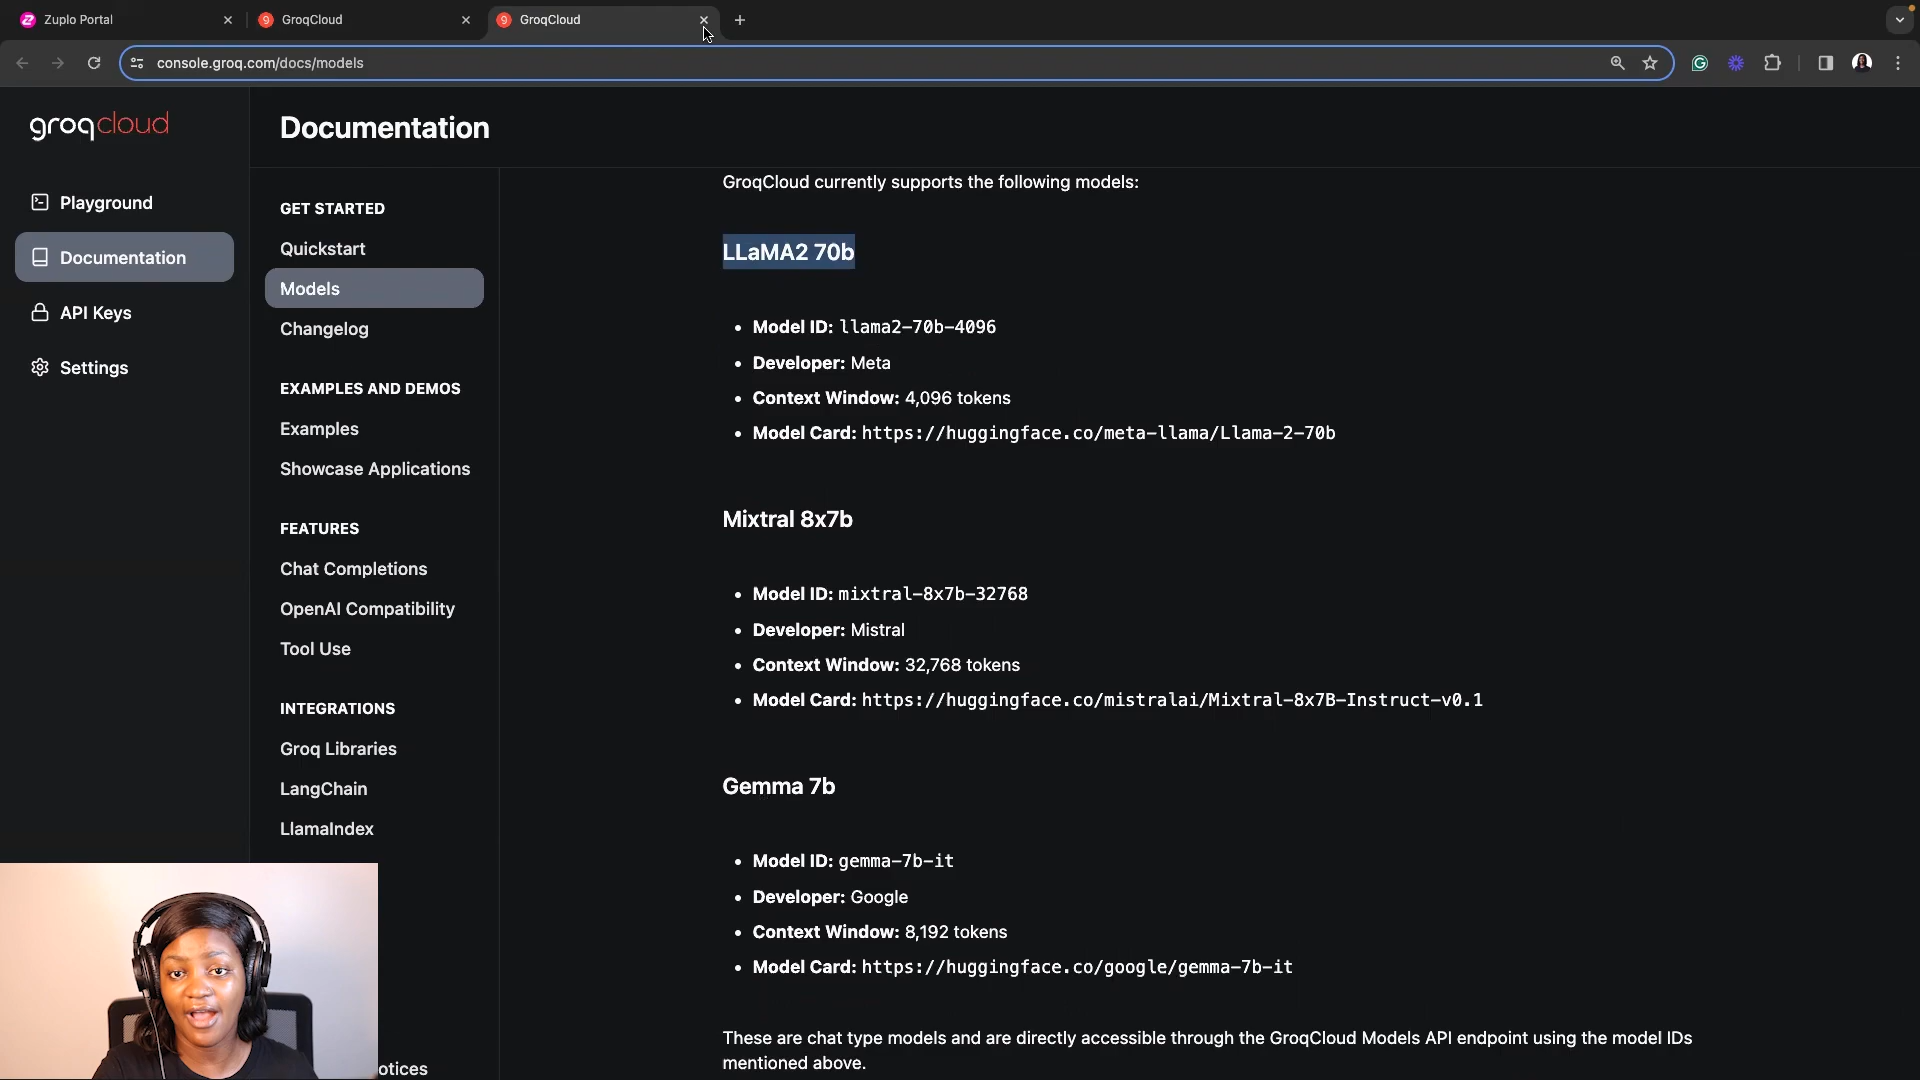 Zuplo Portal
GroqCloud
GroqCloud
console.groq.com/docs/models
groqcloud
Documentation
Playground
Documentation
API Keys
Settings
GET STARTED
Quickstart
Models
Changelog
EXAMPLES AND DEMOS
Examples
Showcase Applications
FEATURES
Chat Completions
OpenAI Compatibility
Tool Use
INTEGRATIONS
Groq Libraries
LangChain
LlamaIndex
otices
GroqCloud currently supports the following models:
LLaMA2 70b
• Model ID: llama2-70b-4096
• Developer: Meta
• Context Window: 4,096 tokens
• Model Card: https://huggingface.co/meta-llama/Llama-2-70b
Mixtral 8x7b
• Model ID: mixtral-8x7b-32768
• Developer: Mistral
• Context Window: 32,768 tokens
• Model Card: https://huggingface.co/mistralai/Mixtral-8x7B-Instruct-v0.1
Gemma 7b
• Model ID: gemma-7b-it
• Developer: Google
• Context Window: 8,192 tokens
• Model Card: https://huggingface.co/google/gemma-7b-it
These are chat type models and are directly accessible through the GroqCloud Models API endpoint using the model IDs
mentioned above.